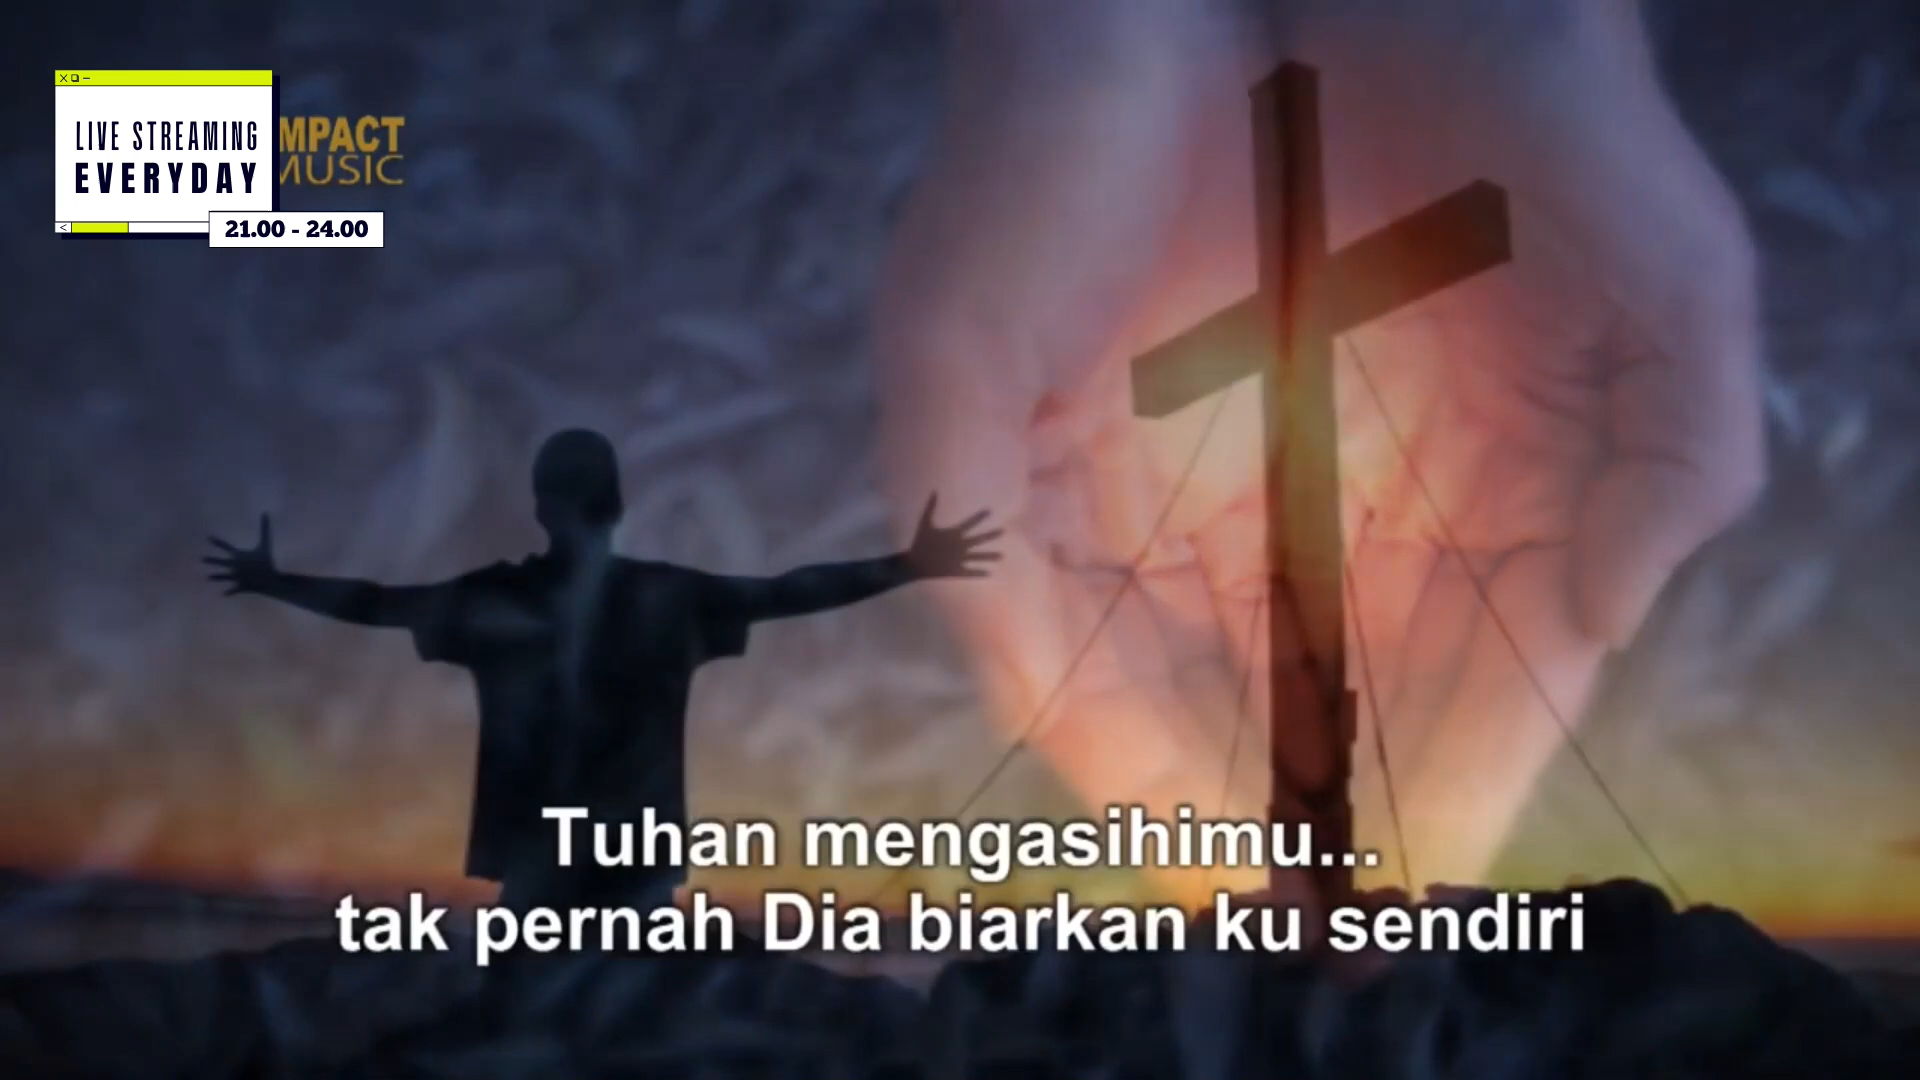 LIVE STREAMING
EVERYDAY
MPACT
MUSIC
21.00 - 24.00
Tuhan mengasihimu...
tak pernah Dia biarkan ku sendiri